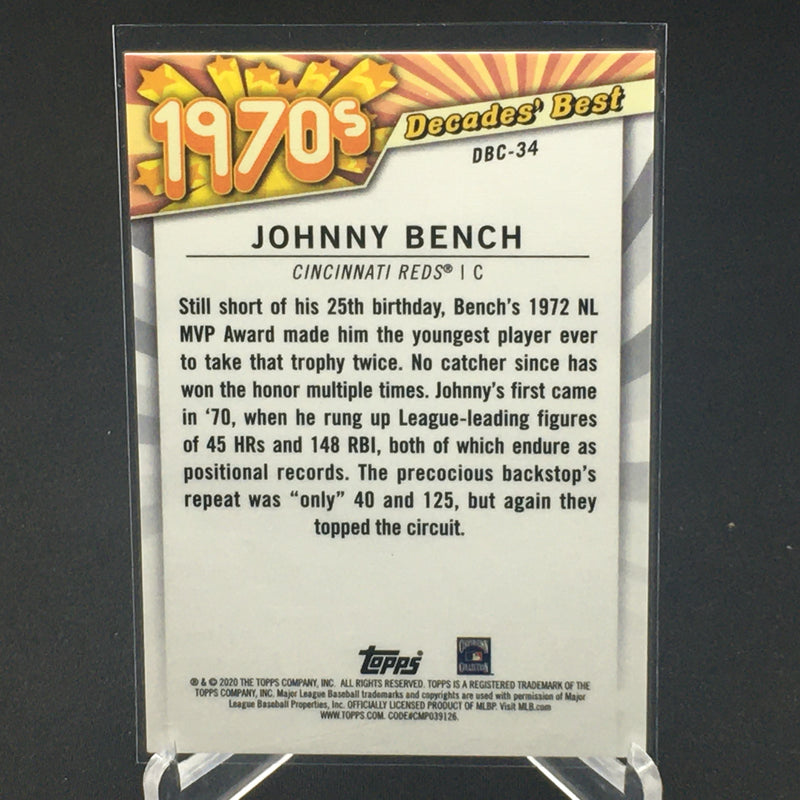 1970s
Decades' Best
DBC-34
JOHNNY BENCH
CINCINNATI REDS® | C
Still short of his 25th birthday, Bench's 1972 NL
MVP Award made him the youngest player ever
to take that trophy twice. No catcher since has
won the honor multiple times. Johnny's first came
in '70, when he rung up League-leading figures
of 45 HRs and 148 RBI, both of which endure as
positional records. The precocious backstop's
repeat was "only" 40 and 125, but again they
topped the circuit.
topps
COOPERSTOWN
COLLECTION
® & © 2020 THE TOPPS COMPANY, INC. ALL RIGHTS RESERVED. TOPPS IS A REGISTERED TRADEMARK OF THE
TOPPS COMPANY, INC. Major League Baseball trademarks and copyrights are used with permission of Major
League Baseball Properties, Inc. OFFICIALLY LICENSED PRODUCT OF MLBP. Visit MLB.com
WWW.TOPPS.COM. CODE#CMP039126.